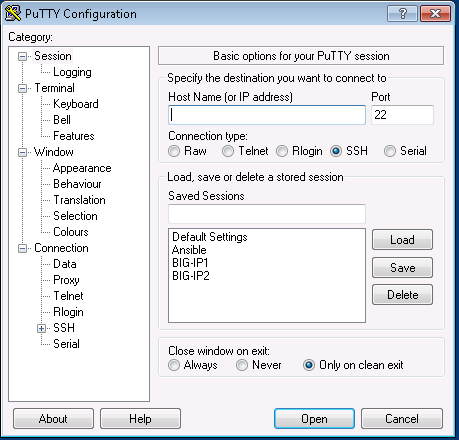 PuTTY Configuration
Category:
Session
Logging
Terminal
Keyboard
Bell
Features
Window
Appearance
Behaviour
Translation
Selection
Colours
Connection
Data
Proxy
Telnet
Rlogin
SSH
Serial
Basic options for your PuTTY session
Specify the destination you want to connect to
Host Name (or IP address) Port
22
Connection type:
Raw Telnet Rlogin SSH Serial
Load, save or delete a stored session
Saved Sessions
Default Settings
Ansible
BIG-IP1
BIG-IP2
Load
Save
Delete
Close window on exit:
Always Never Only on clean exit
About Help Open Cancel